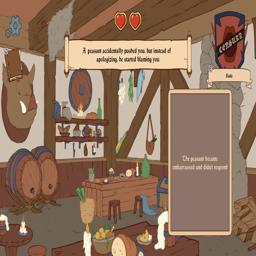 A peasant accidentally pushed you, but instead of
apologizing, he started blaming you
Rude
The peasant became
embarrassed and didn't respond